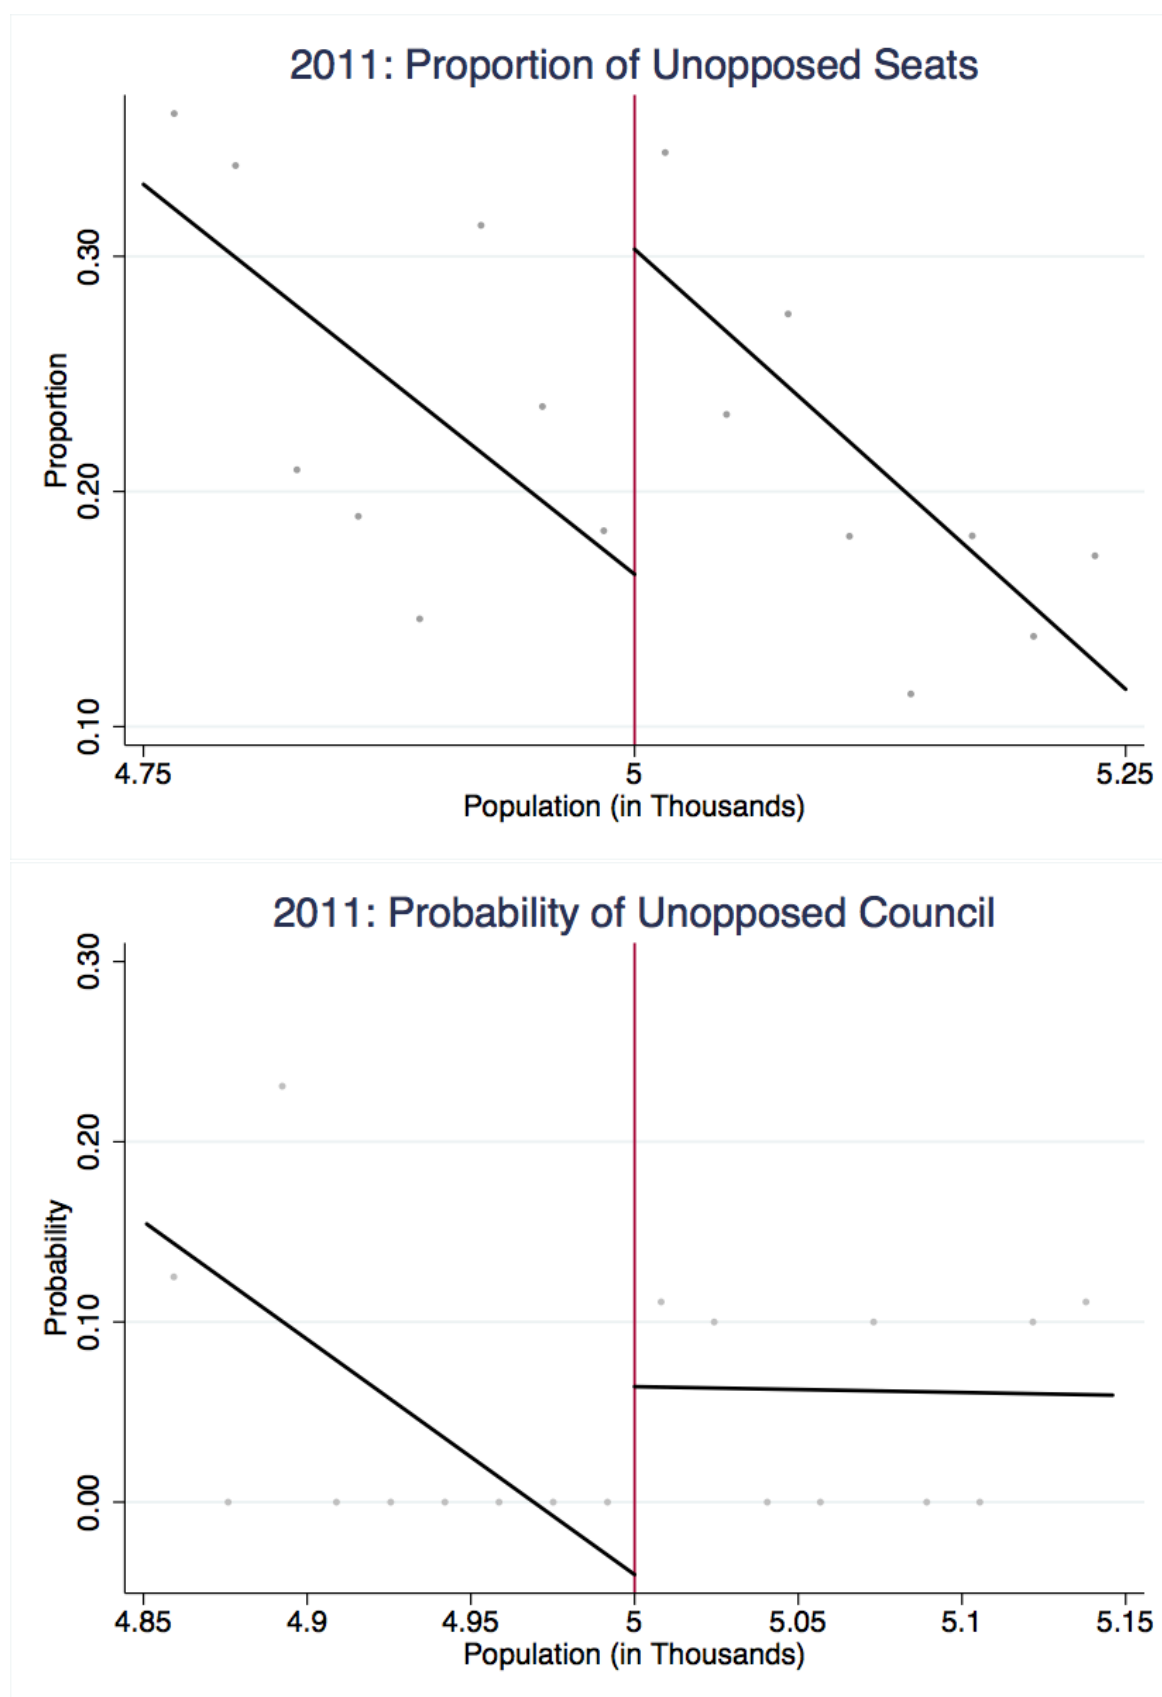 2011: Proportion of Unopposed Seats
Proportion
0.30
0.20
0.10
4.75 5 5.25
Population (in Thousands)
2011: Probability of Unopposed Council
Probability
0.30
0.20
0.10
0.00
4.85 4.9 4.95 5 5.05 5.1 5.15
Population (in Thousands)